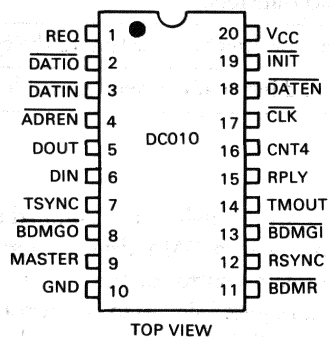 REQ 1 20 VCC
DATIO 2 19 INIT
DATIN 3 18 DATEN
ADREN 4 17 CLK
DC010
DOUT 5 16 CNT4
DIN 6 15 RPLY
TSYNC 7 14 TMOUT
BDMGO 8 13 BDMGI
MASTER 9 12 RSYNC
GND 10 11 BDMR
TOP VIEW